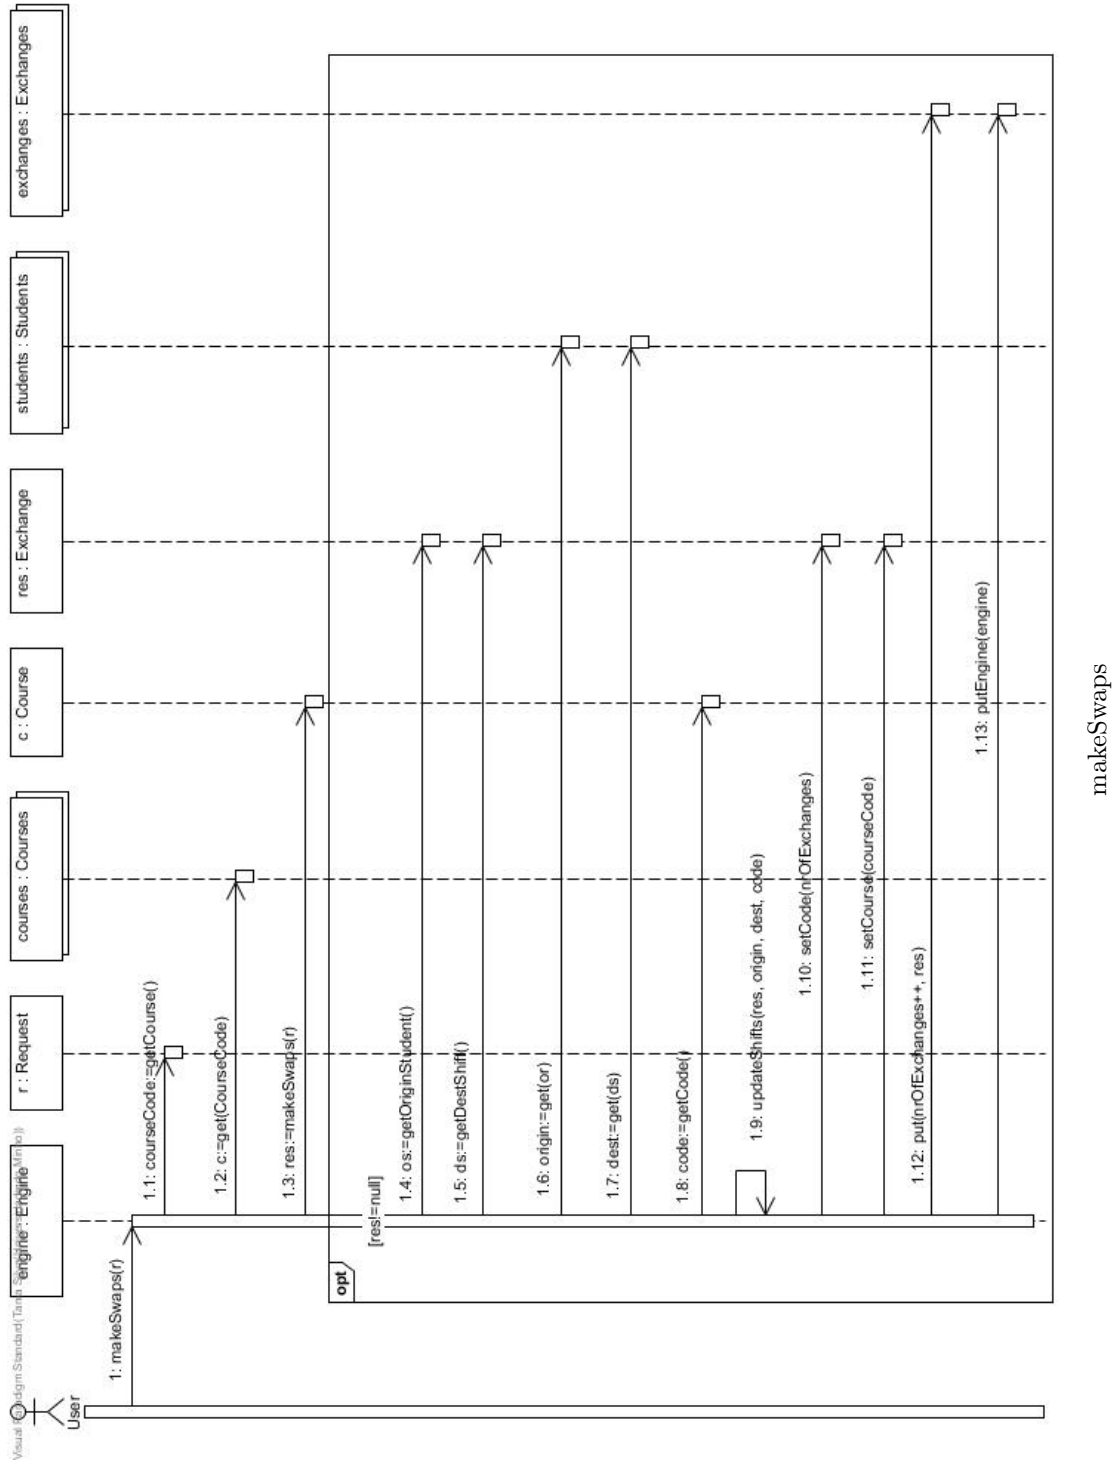 Visual Paradigm Standard(Tania
User
engine : Engine
r : Request
courses : Courses
c : Course
res : Exchange
students : Students
exchanges : Exchanges
1: makeSwaps(r)
1.1: courseCode:=getCourse()
1.2: c:=get(CourseCode)
1.3: res:=makeSwaps(r)
opt
[res!=null]
1.4: os:=getOriginStudent()
1.5: ds:=getDestShift()
1.6: origin:=get(or)
1.7: dest:=get(ds)
1.8: code:=getCode()
1.9: updateShifts(res, origin, dest, code)
1.10: setCode(nrOfExchanges)
1.11: setCourse(courseCode)
1.12: put(nrOfExchanges++, res)
1.13: putEngine(engine)
makeSwaps